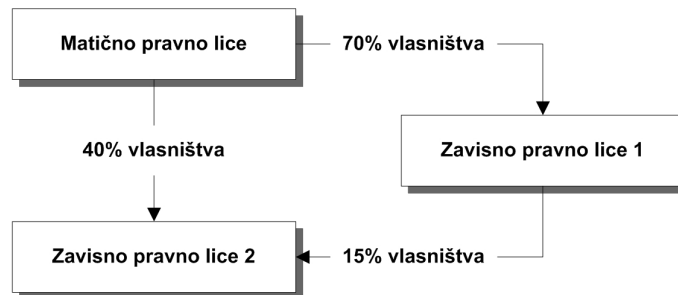 Matično pravno lice
70% vlasništva
40% vlasništva
Zavisno pravno lice 1
Zavisno pravno lice 2
15% vlasništva